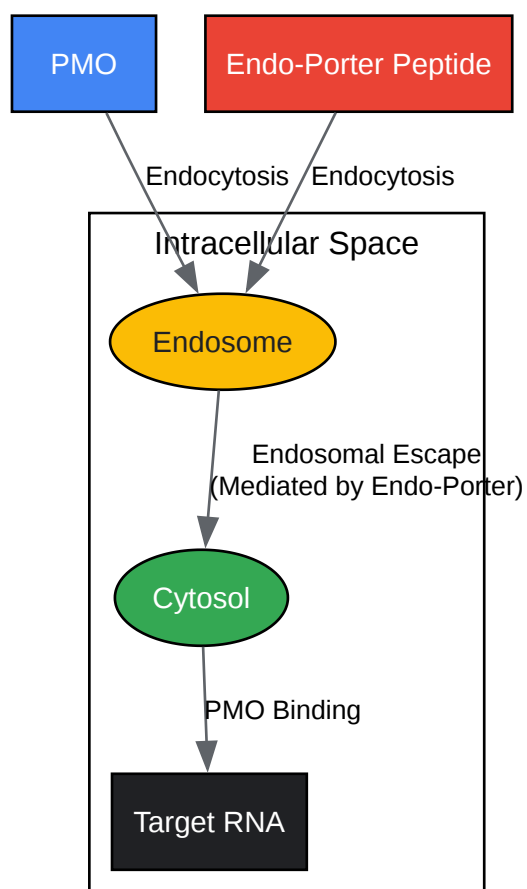 PMO
Endo-Porter Peptide
Endocytosis
Endocytosis
Intracellular Space
Endosome
Endosomal Escape
(Mediated by Endo-Porter)
Cytosol
PMO Binding
Target RNA